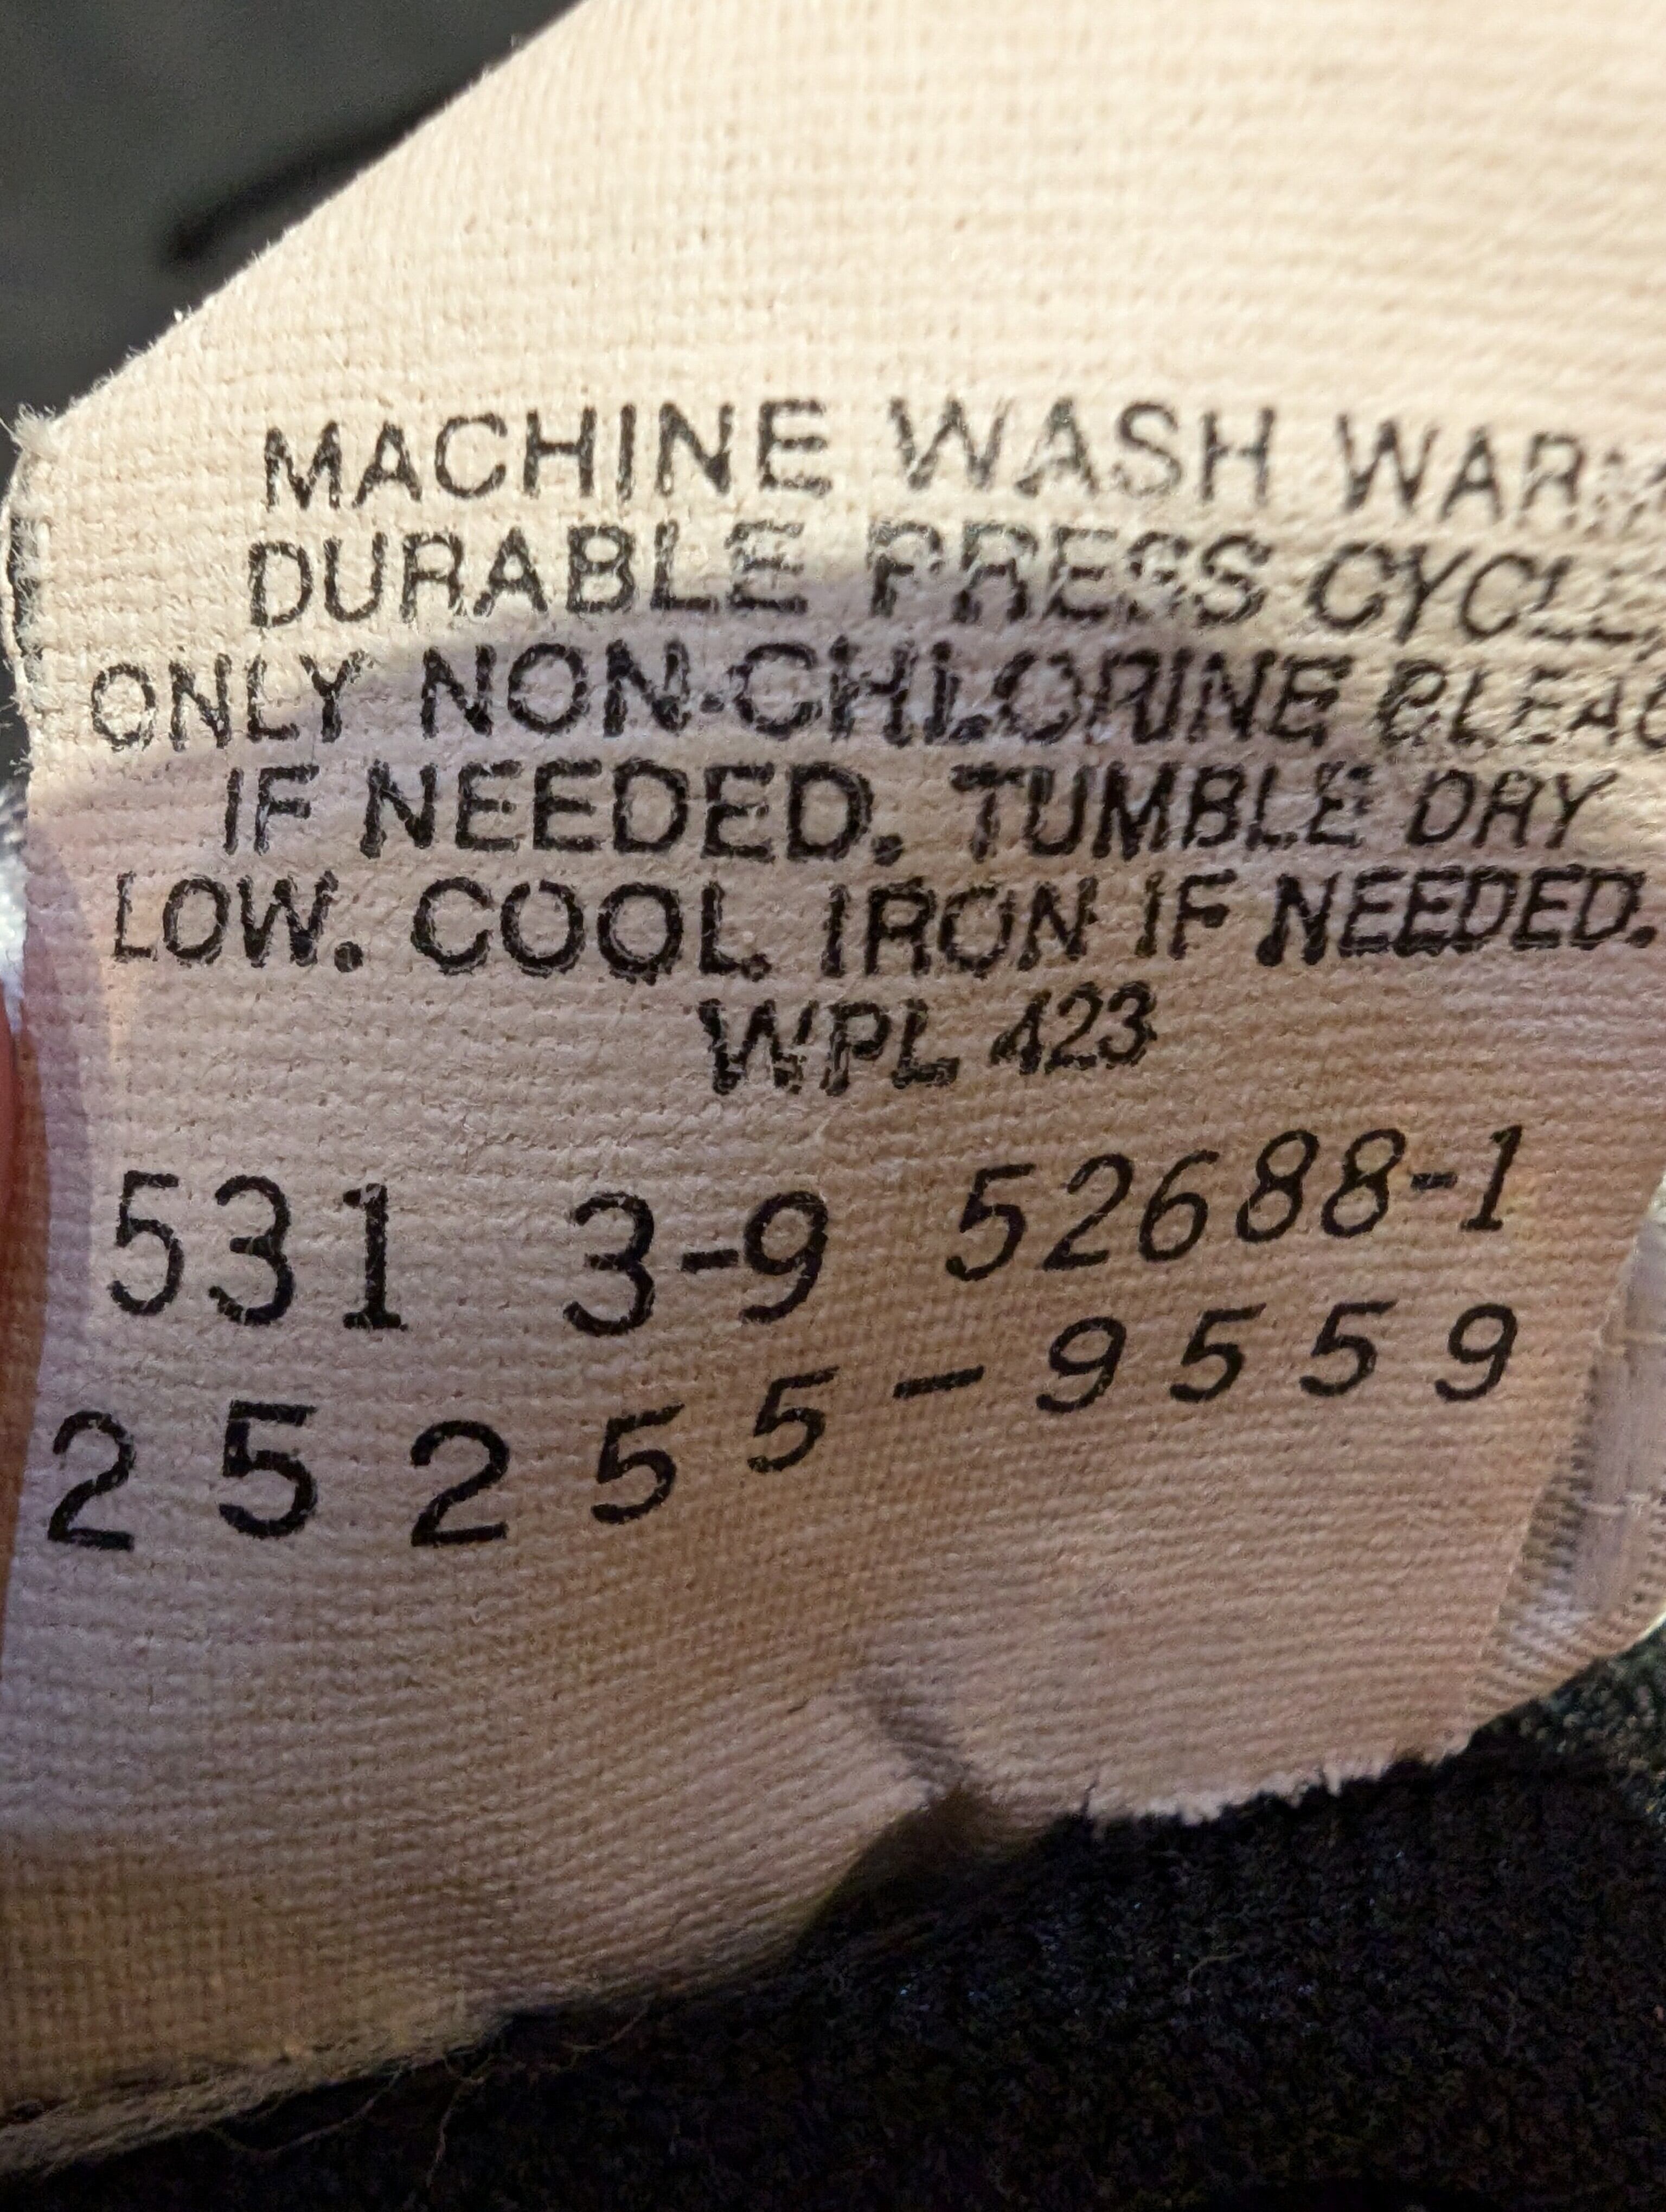 MACHINE WASH WARM
DURABLE PRESS CYCLE,
ONLY NON-CHLORINE BLEAC
IF NEEDED. TUMBLE DRY
LOW. COOL IRON IF NEEDED.
WPL 423
531 3-9 52688-1
25255-9559